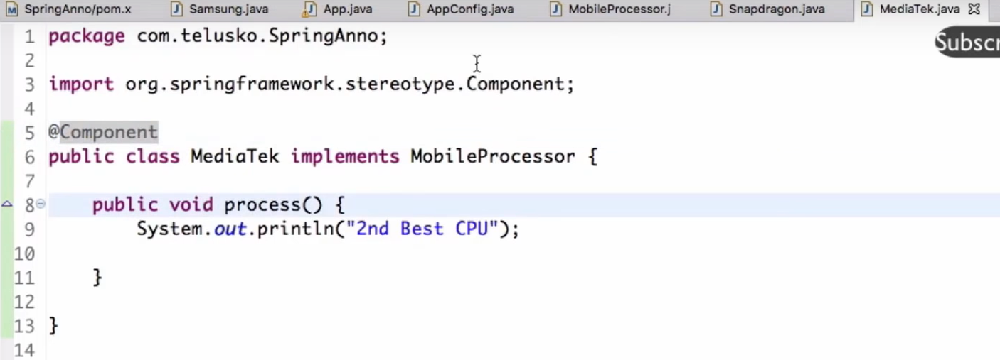 SpringAnno/pom.x Samsung.java App.java AppConfig.java MobileProcessor.j Snapdragon.java MediaTek.java
Subscr
1 package com.telusko.SpringAnno;
2
3 import org.springframework.stereotype.Component;
4
5 @Component
6 public class MediaTek implements MobileProcessor {
7
8 public void process() {
9 System.out.println("2nd Best CPU");
10
11 }
12
13 }
14